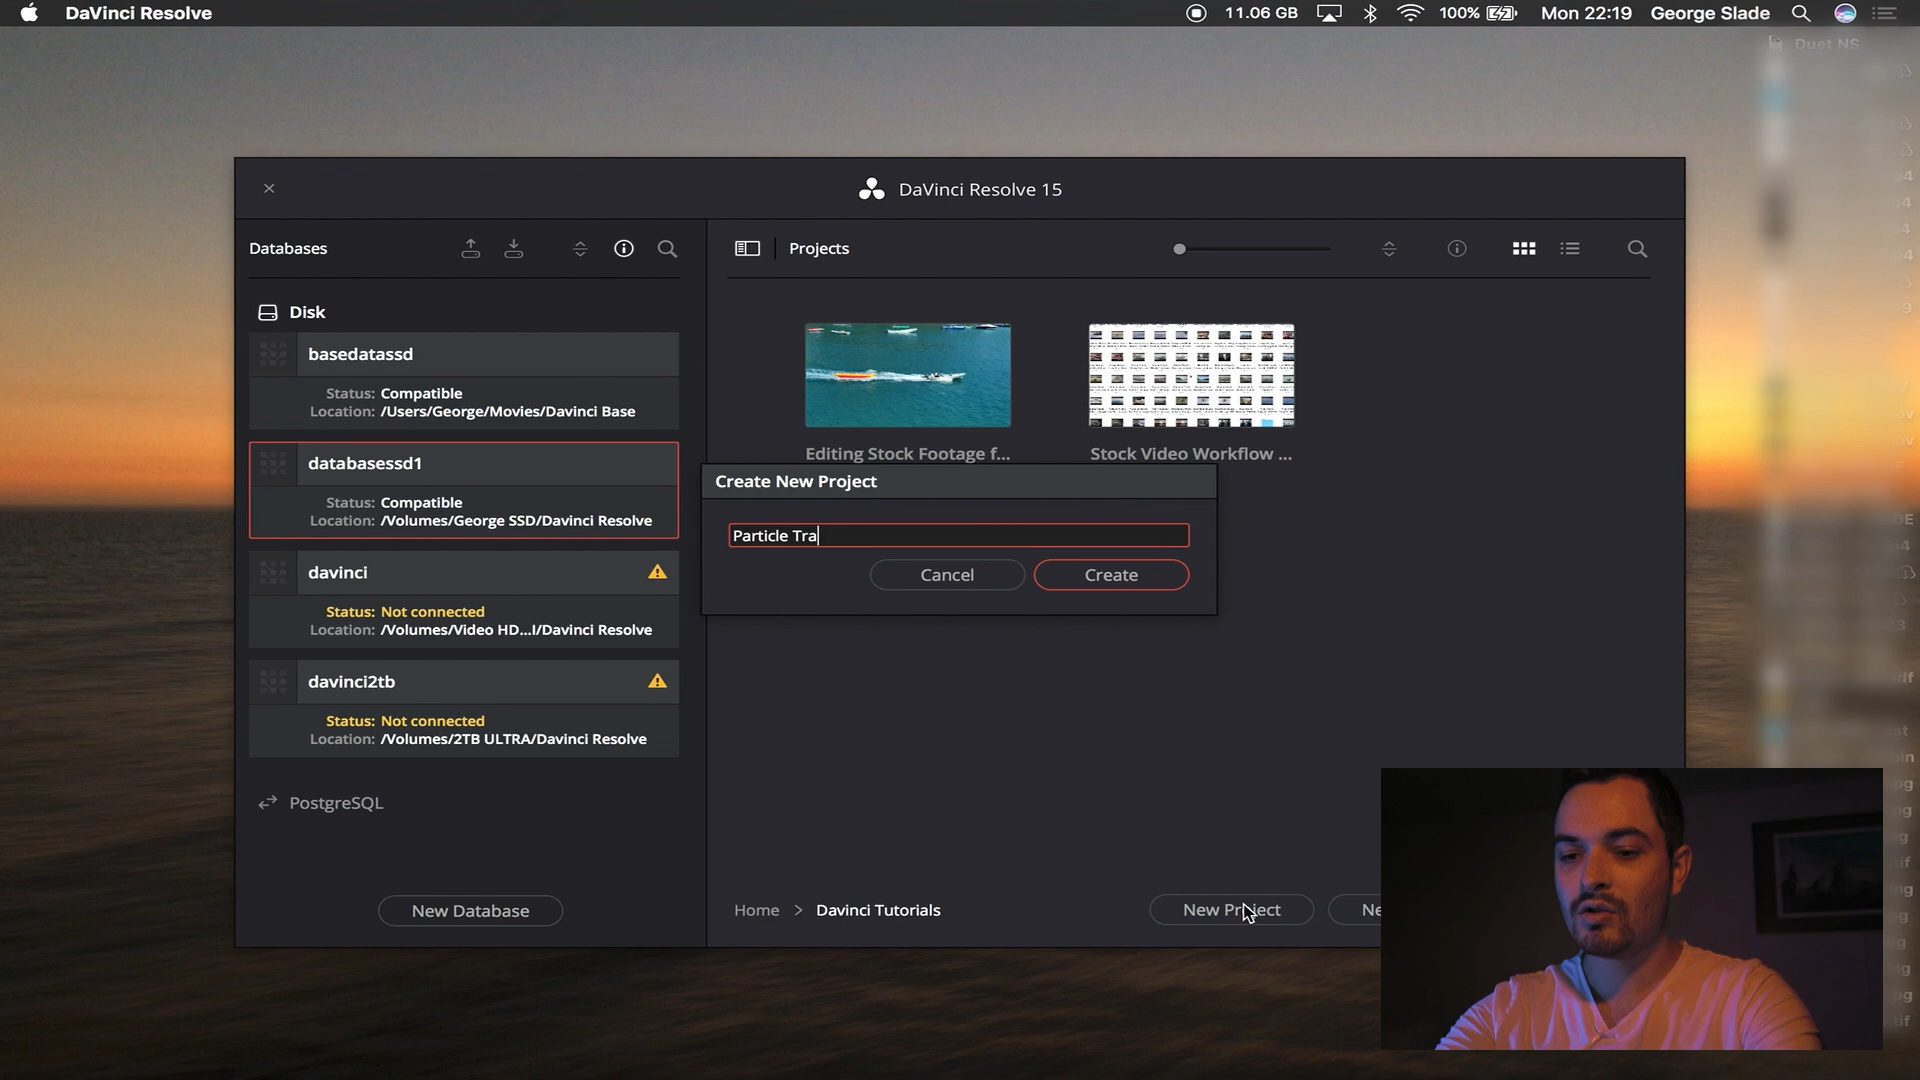 DaVinci Resolve
11.06 GB
100%
Mon 22:19
George Slade
Duet NS
DaVinci Resolve 15
Databases
Projects
Disk
basedatassd
Status: Compatible
Location: /Users/George/Movies/Davinci Base
databasessd1
Status: Compatible
Location: /Volumes/George SSD/Davinci Resolve
davinci
Status: Not connected
Location: /Volumes/Video HD...I/Davinci Resolve
davinci2tb
Status: Not connected
Location: /Volumes/2TB ULTRA/Davinci Resolve
PostgreSQL
New Database
Editing Stock Footage f...
Stock Video Workflow ...
Create New Project
Particle Tra
Cancel
Create
Home > Davinci Tutorials
New Project
Ne